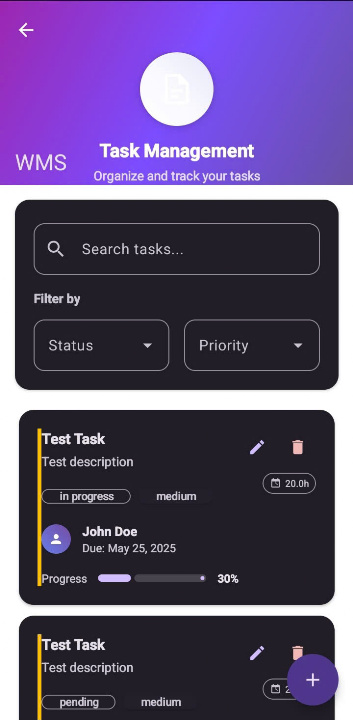 Task Management
WMS
Organize and track your tasks
Search tasks...
Filter by
Status
Priority
Test Task
Test description
20.0h
in progress
medium
John Doe
Due: May 25, 2025
Progress
30%
Test Task
Test description
pending
medium